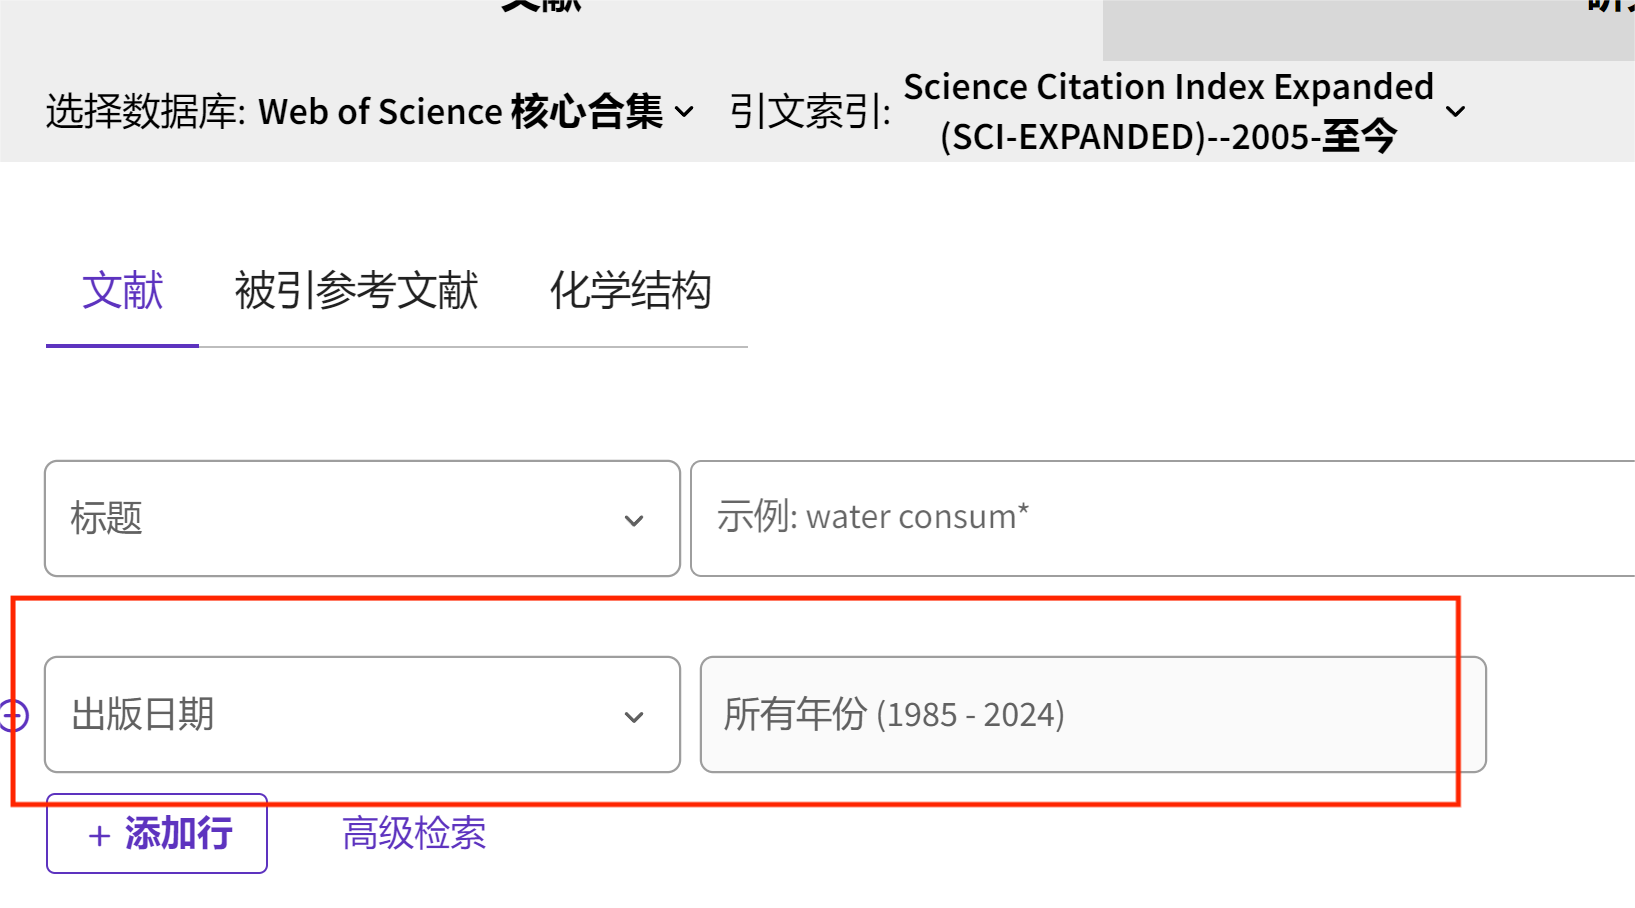 文献
选择数据库: Web of Science 核心合集
引文索引: Science Citation Index Expanded
(SCI-EXPANDED)--2005-至今
文献 被引参考文献 化学结构
标题
示例: water consum*
出版日期
所有年份 (1985 - 2024)
+ 添加行
高级检索